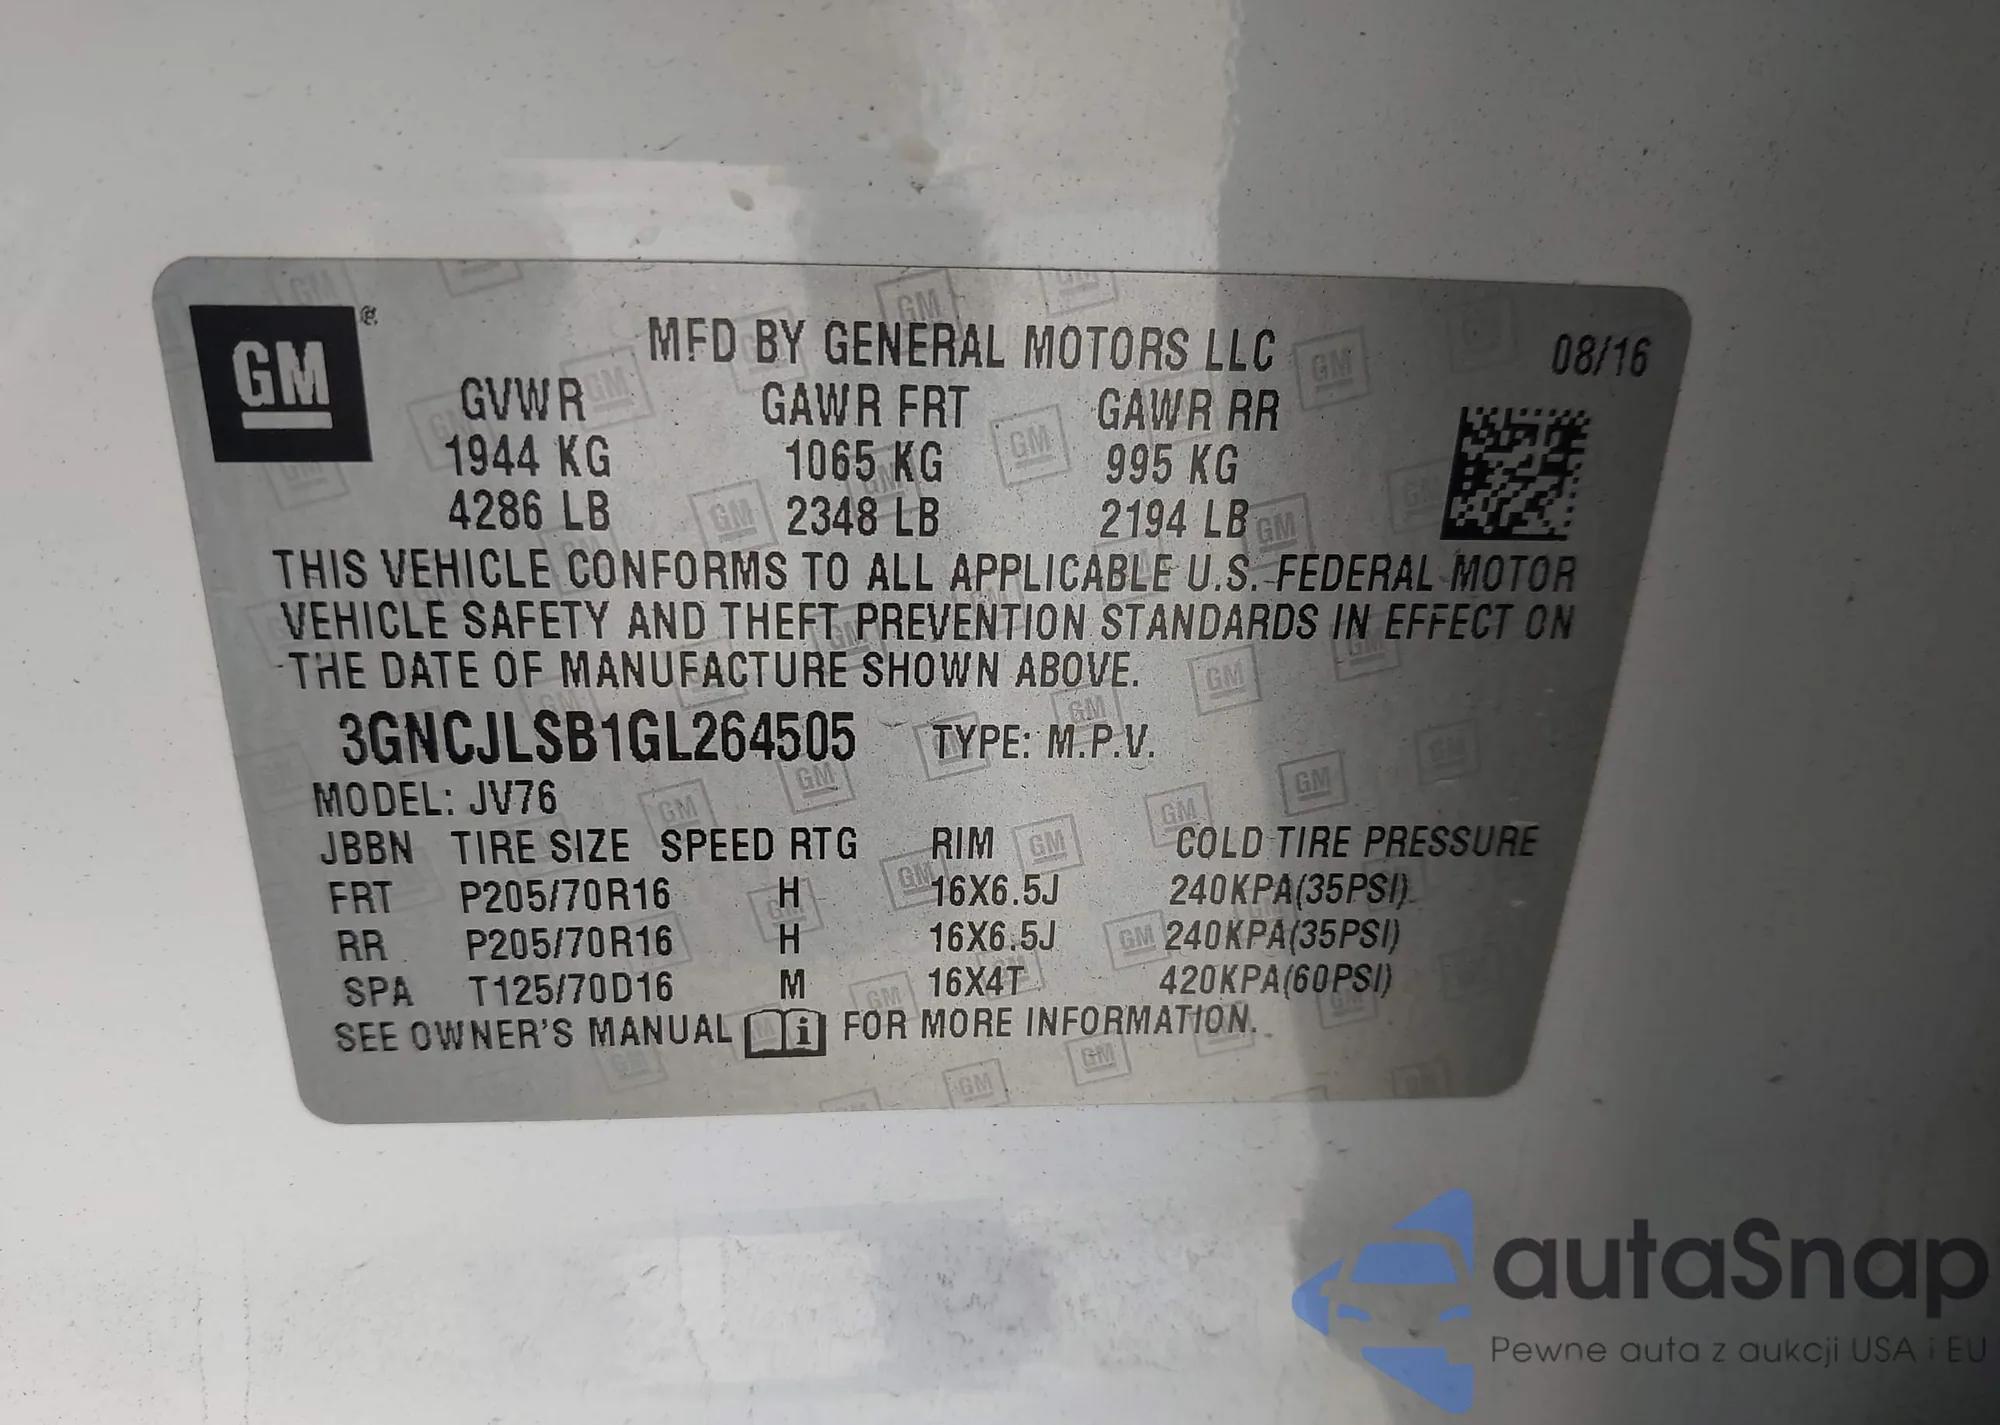 GM ®
MFD BY GENERAL MOTORS LLC 08/16
GVWR GAWR FRT GAWR RR
1944 KG 1065 KG 995 KG
4286 LB 2348 LB 2194 LB
THIS VEHICLE CONFORMS TO ALL APPLICABLE U.S. FEDERAL MOTOR
VEHICLE SAFETY AND THEFT PREVENTION STANDARDS IN EFFECT ON
THE DATE OF MANUFACTURE SHOWN ABOVE.
3GNCJLSB1GL264505 TYPE: M.P.V.
MODEL: JV76
JBBN TIRE SIZE SPEED RTG RIM COLD TIRE PRESSURE
FRT P205/70R16 H 16X6.5J 240KPA(35PSI)
RR P205/70R16 H 16X6.5J 240KPA(35PSI)
SPA T125/70D16 M 16X4T 420KPA(60PSI)
SEE OWNER'S MANUAL i FOR MORE INFORMATION.
autaSnap
Pewne auta z aukcji USA i EU